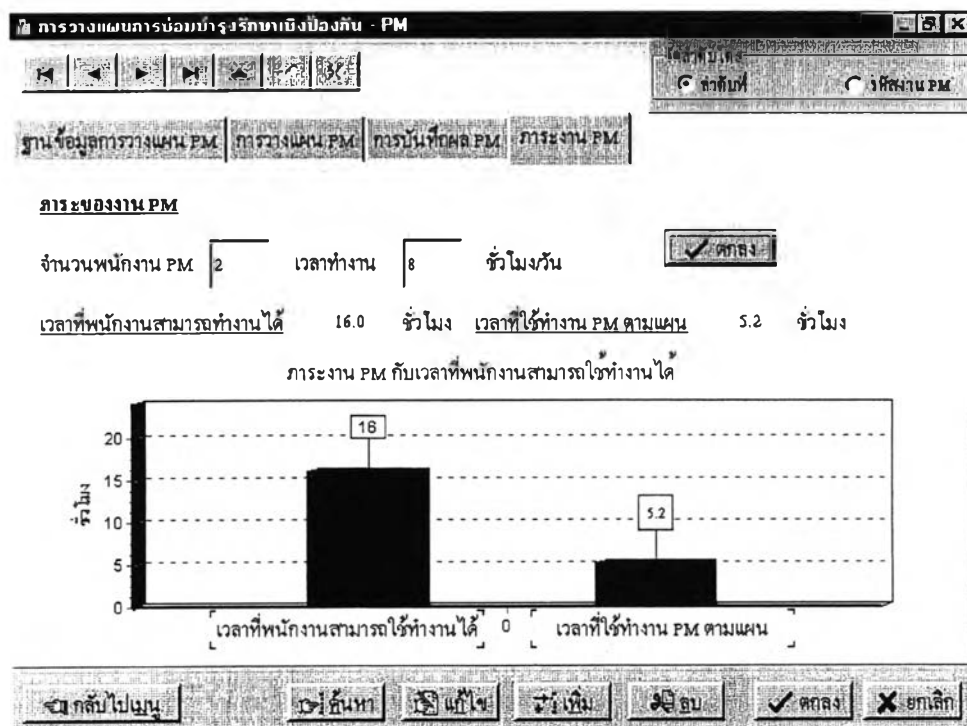 การวางแผนการซ่อมบำรุงรักษาเชิงป้องกัน - PM
ลำดับที่ รหัสงาน PM
ฐานข้อมูลการวางแผน PM การวางแผน PM การบันทึกผล PM ภาระงาน PM
ภาระของงาน PM
จำนวนพนักงาน PM 2 เวลาทำงาน 8 ชั่วโมง/วัน ตกลง
เวลาที่พนักงานสามารถทำงานได้ 16.0 ชั่วโมง เวลาที่ใช้ทำงาน PM ตามแผน 5.2 ชั่วโมง
ภาระงาน PM กับเวลาที่พนักงานสามารถใช้ทำงานได้
ชั่วโมง
20
15
10
5
0
16
5.2
เวลาที่พนักงานสามารถใช้ทำงานได้ 0 เวลาที่ใช้ทำงาน PM ตามแผน
กลับไปเมนู ค้นหา แก้ไข เพิ่ม ลบ ตกลง ยกเลิก